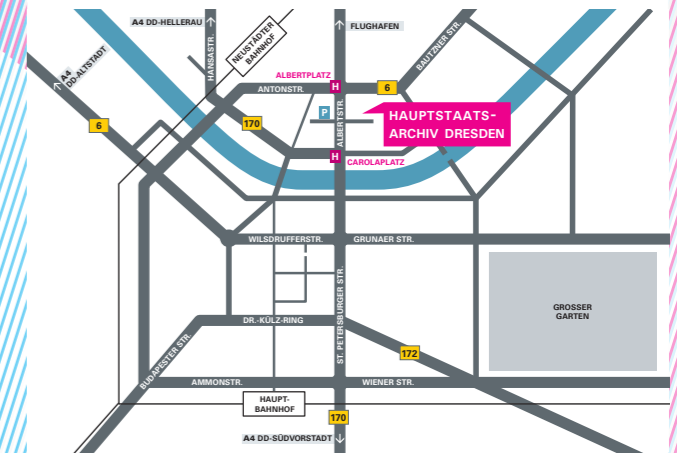 A4 DD-HELLERAU
FLUGHAFEN
HANSASTR.
NEUSTÄDTER
BAHNHOF
BAUTZNER STR.
A4
DD-ALTSTADT
ALBERTPLATZ
H
ANTONSTR.
6
6
170
P
ALBERTSTR.
HAUPTSTAATS-
ARCHIV DRESDEN
H
CAROLAPLATZ
WILSDRUFFERSTR.
GRUNAER STR.
ST. PETERSBURGER STR.
GROSSER
GARTEN
DR.-KÜLZ-RING
172
BUDAPESTER STR.
AMMONSTR.
WIENER STR.
HAUPT-
BAHNHOF
170
A4 DD-SÜDVORSTADT